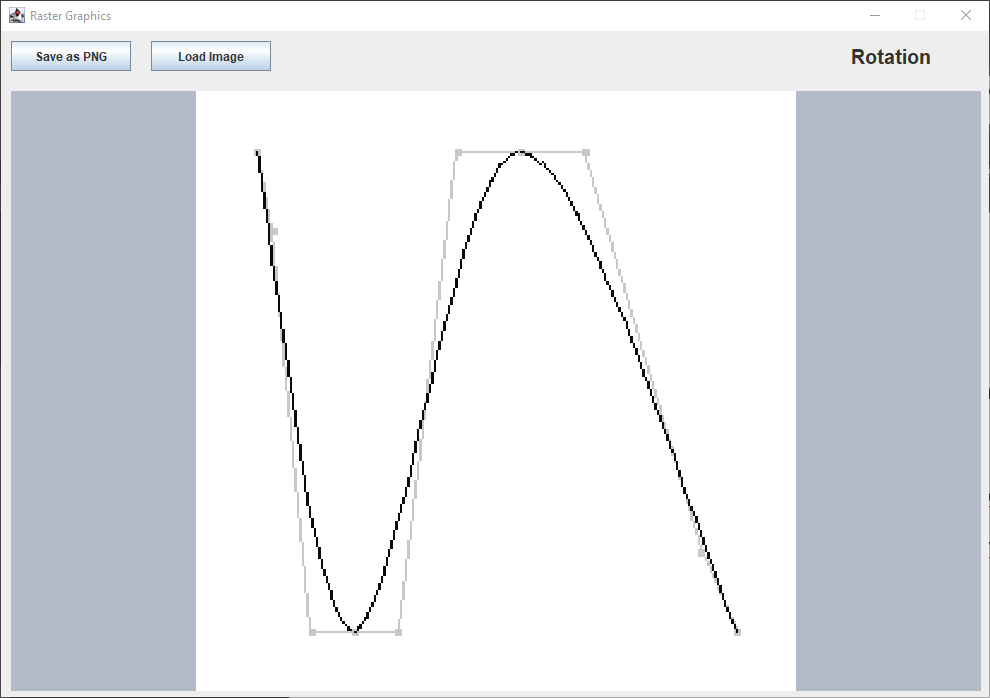 Raster Graphics
Save as PNG
Load Image
Rotation